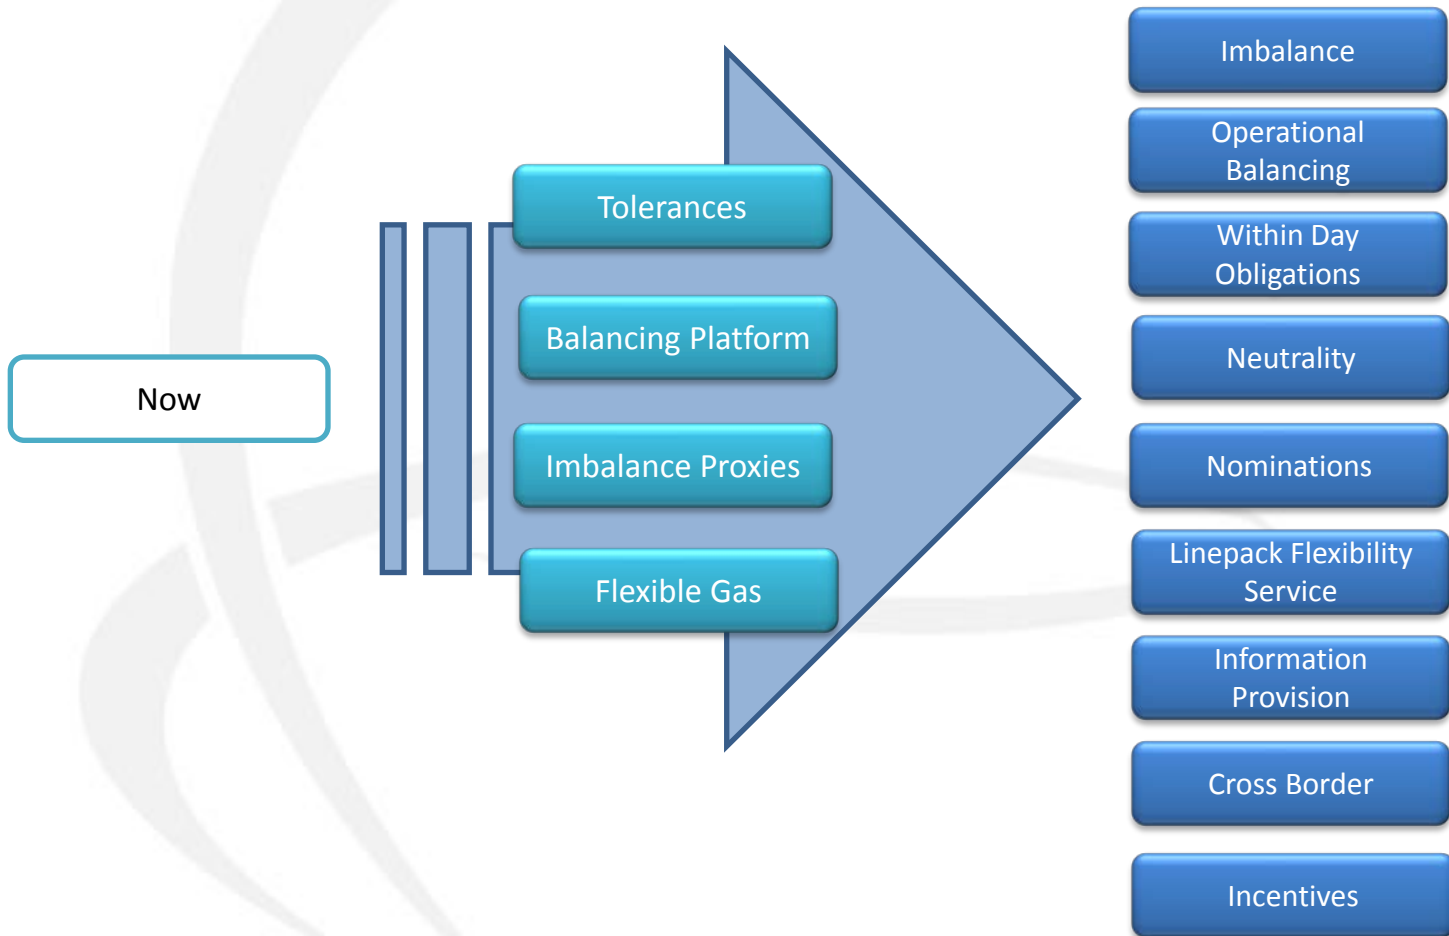 Now
Tolerances
Balancing Platform
Imbalance Proxies
Flexible Gas
Imbalance
Operational
Balancing
Within Day
Obligations
Neutrality
Nominations
Linepack Flexibility
Service
Information
Provision
Cross Border
Incentives